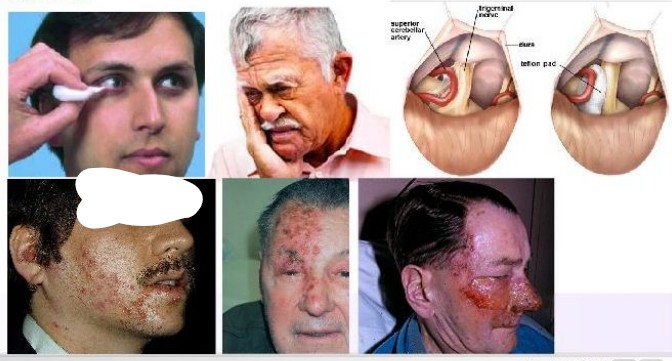 trigeminal
nerve
superior
cerebellar
artery
dura
teflon pad